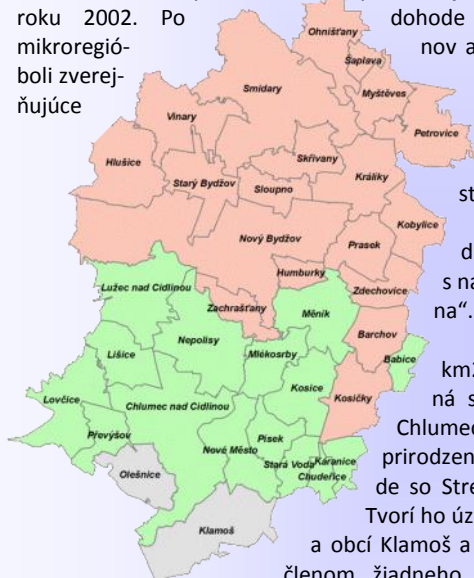 roku 2002. Po
dohode
mikroregió-
nov a
boli zverej-
ňujúce
Ohnišťany
Šaplava
Myštěves
Smidary
Petrovice
Vinary
Skřivany
Hlušice
Králíky
Starý Bydžov
Sloupno
Kobylice
Nový Bydžov
Prasek
Humburky
Zdechovice
s na
na“.
Lužec nad Cidlinou
Zachrašťany
Měník
Nepolisy
Barchov
Mlékosrby
Babice
Lišice
km2
Kosice
Kosičky
ná s
Lovčice
Chlumec nad Cidlinou
Chlumec
Převýšov
Písek
prirodzen
Nové Město
Stará Voda
Karanice
de so Stre
Olešnice
Chudeřice
Tvorí ho úz
Klamoš
a obcí Klamoš a
členom žiadneho